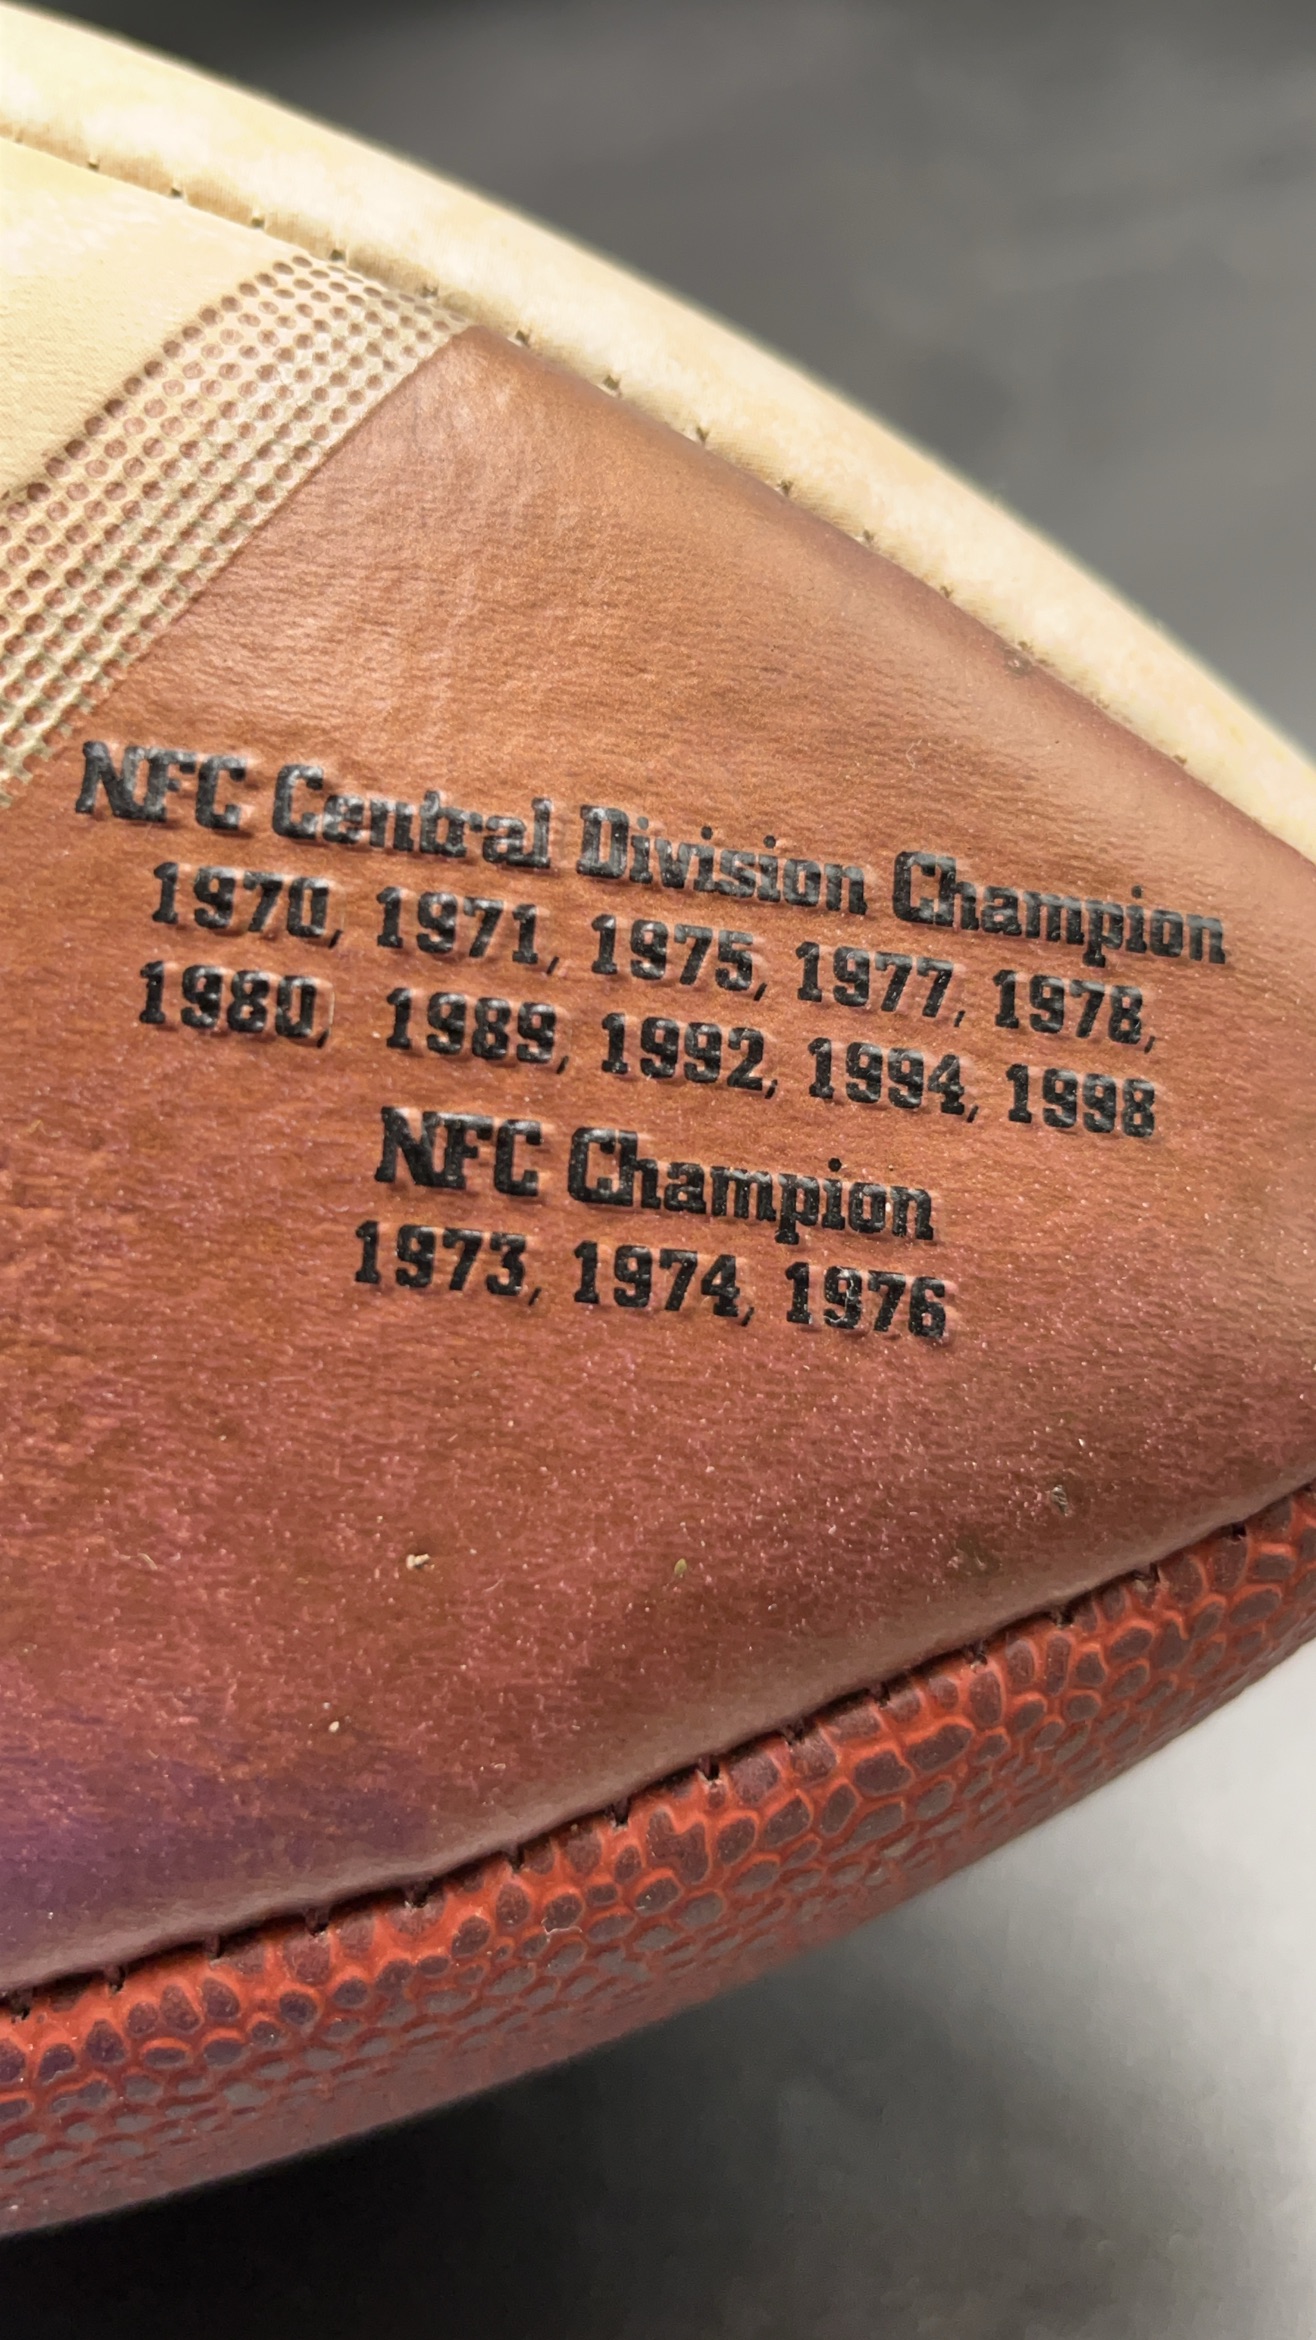 NFC Central Division Champion
1970, 1971, 1975, 1977, 1978,
1980, 1989, 1992, 1994, 1998
NFC Champion
1973, 1974, 1976